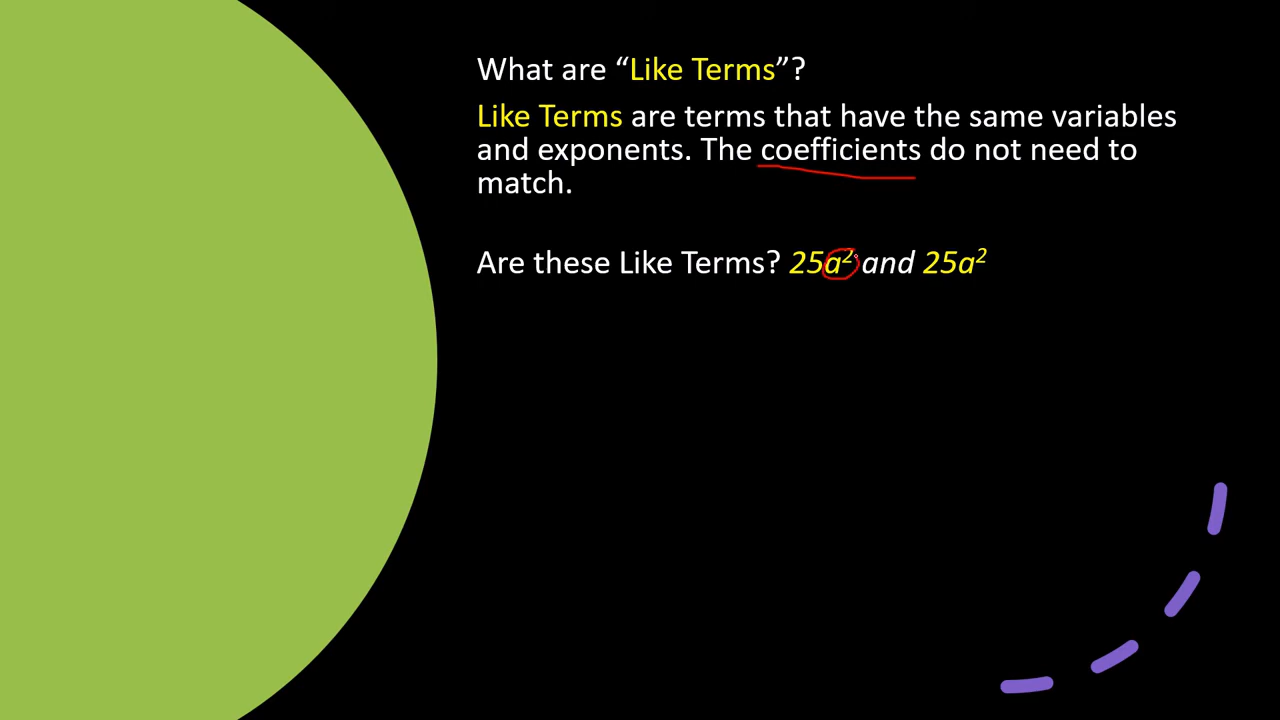 What are “Like Terms”?
Like Terms are terms that have the same variables
and exponents. The coefficients do not need to
match.
Are these Like Terms? 25a² and 25a²